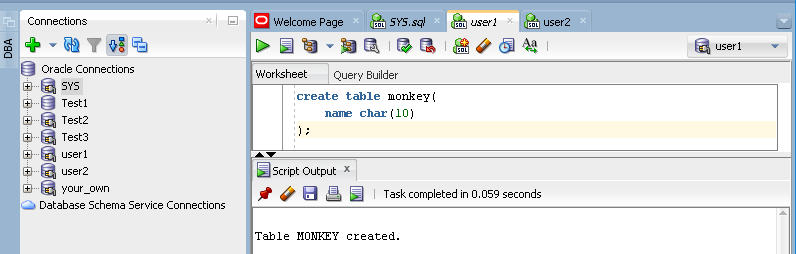 DBA
Connections
Oracle Connections
SYS
Test1
Test2
Test3
user1
user2
your_own
Database Schema Service Connections
Welcome Page
SYS.sql
user1
user2
user1
Worksheet
Query Builder
create table monkey(
name char(10)
);
Script Output
Task completed in 0.059 seconds
Table MONKEY created.